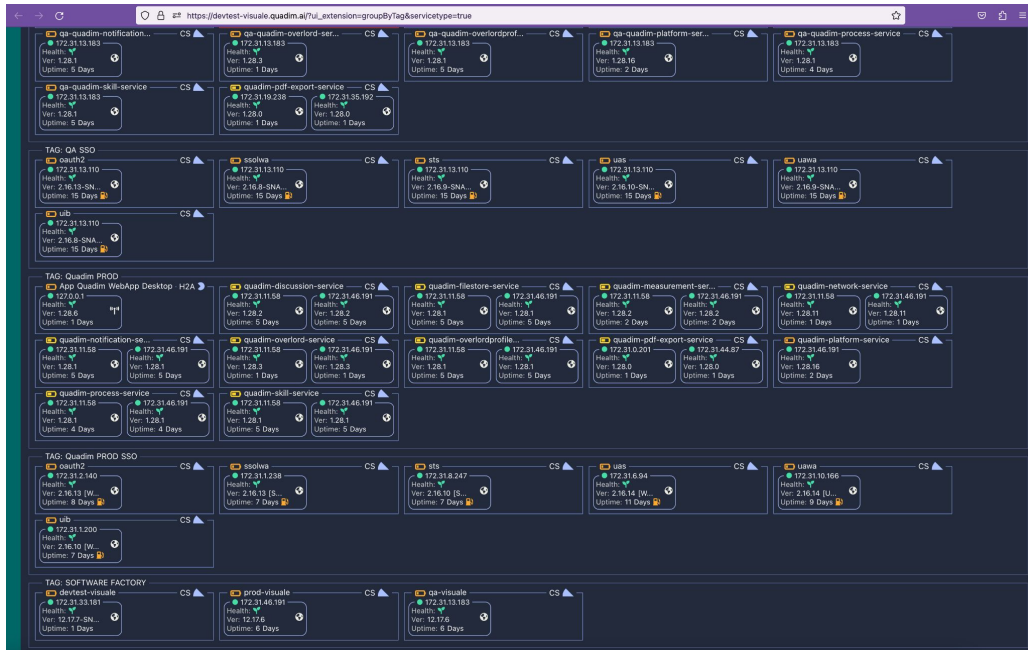 https://devtest-visuale.quadim.ai/?ui_extension=groupByTag&servicetype=true
qa-quadim-notification... CS qa-quadim-overlord-ser... CS qa-quadim-overlordprof... CS qa-quadim-platform-ser... CS qa-quadim-process-service CS
172.31.13.183 172.31.13.183 172.31.13.183 172.31.13.183 172.31.13.183
Health: Health: Health: Health: Health:
Ver: 1.28.1 Ver: 1.28.3 Ver: 1.28.1 Ver: 1.28.16 Ver: 1.28.1
Uptime: 5 Days Uptime: 1 Days Uptime: 5 Days Uptime: 2 Days Uptime: 4 Days
qa-quadim-skill-service CS quadim-pdf-export-service CS
172.31.13.183 172.31.19.238 172.31.35.192
Health: Health: Health:
Ver: 1.28.1 Ver: 1.28.0 Ver: 1.28.0
Uptime: 5 Days Uptime: 1 Days Uptime: 1 Days
TAG: QA SSO
oauth2 CS ssolwa CS sts CS uas CS uawa CS
172.31.13.110 172.31.13.110 172.31.13.110 172.31.13.110 172.31.13.110
Health: Health: Health: Health: Health:
Ver: 2.16.13-SN... Ver: 2.16.8-SNA... Ver: 2.16.9-SNA... Ver: 2.16.10-SN... Ver: 2.16.9-SNA...
Uptime: 15 Days Uptime: 15 Days Uptime: 15 Days Uptime: 15 Days Uptime: 15 Days
uib CS
172.31.13.110
Health:
Ver: 2.16.8-SNA...
Uptime: 15 Days
TAG: Quadim PROD
App Quadim WebApp Desktop H2A quadim-discussion-service CS quadim-filestore-service CS quadim-measurement-ser... CS quadim-network-service CS
127.0.0.1 172.31.11.58 172.31.46.191 172.31.11.58 172.31.46.191 172.31.11.58 172.31.46.191 172.31.11.58 172.31.46.191
Health: Health: Health: Health: Health: Health: Health: Health: Health:
Ver: 1.28.6 Ver: 1.28.2 Ver: 1.28.2 Ver: 1.28.1 Ver: 1.28.1 Ver: 1.28.2 Ver: 1.28.2 Ver: 1.28.11 Ver: 1.28.11
Uptime: 1 Days Uptime: 5 Days Uptime: 5 Days Uptime: 5 Days Uptime: 5 Days Uptime: 2 Days Uptime: 2 Days Uptime: 1 Days Uptime: 1 Days
quadim-notification-se... CS quadim-overlord-service CS quadim-overlordprofile... CS quadim-pdf-export-service CS quadim-platform-service CS
172.31.11.58 172.31.46.191 172.31.11.58 172.31.46.191 172.31.11.58 172.31.46.191 172.31.0.201 172.31.44.87 172.31.46.191
Health: Health: Health: Health: Health: Health: Health: Health: Health:
Ver: 1.28.1 Ver: 1.28.1 Ver: 1.28.3 Ver: 1.28.3 Ver: 1.28.1 Ver: 1.28.1 Ver: 1.28.0 Ver: 1.28.0 Ver: 1.28.16
Uptime: 5 Days Uptime: 5 Days Uptime: 1 Days Uptime: 1 Days Uptime: 5 Days Uptime: 5 Days Uptime: 1 Days Uptime: 1 Days Uptime: 2 Days
quadim-process-service CS quadim-skill-service CS
172.31.11.58 172.31.46.191 172.31.11.58 172.31.46.191
Health: Health: Health: Health:
Ver: 1.28.1 Ver: 1.28.1 Ver: 1.28.1 Ver: 1.28.1
Uptime: 4 Days Uptime: 4 Days Uptime: 5 Days Uptime: 5 Days
TAG: Quadim PROD SSO
oauth2 CS ssolwa CS sts CS uas CS uawa CS
172.31.2.140 172.31.1.238 172.31.8.247 172.31.6.94 172.31.10.166
Health: Health: Health: Health: Health:
Ver: 2.16.13 [W... Ver: 2.16.13 [S... Ver: 2.16.10 [S... Ver: 2.16.14 [W... Ver: 2.16.14 [U...
Uptime: 8 Days Uptime: 7 Days Uptime: 7 Days Uptime: 11 Days Uptime: 9 Days
uib CS
172.31.1.200
Health:
Ver: 2.16.10 [W...
Uptime: 7 Days
TAG: SOFTWARE FACTORY
devtest-visuale CS prod-visuale CS qa-visuale CS
172.31.33.181 172.31.46.191 172.31.13.183
Health: Health: Health:
Ver: 12.17.7-SN... Ver: 12.17.6 Ver: 12.17.6
Uptime: 1 Days Uptime: 6 Days Uptime: 6 Days